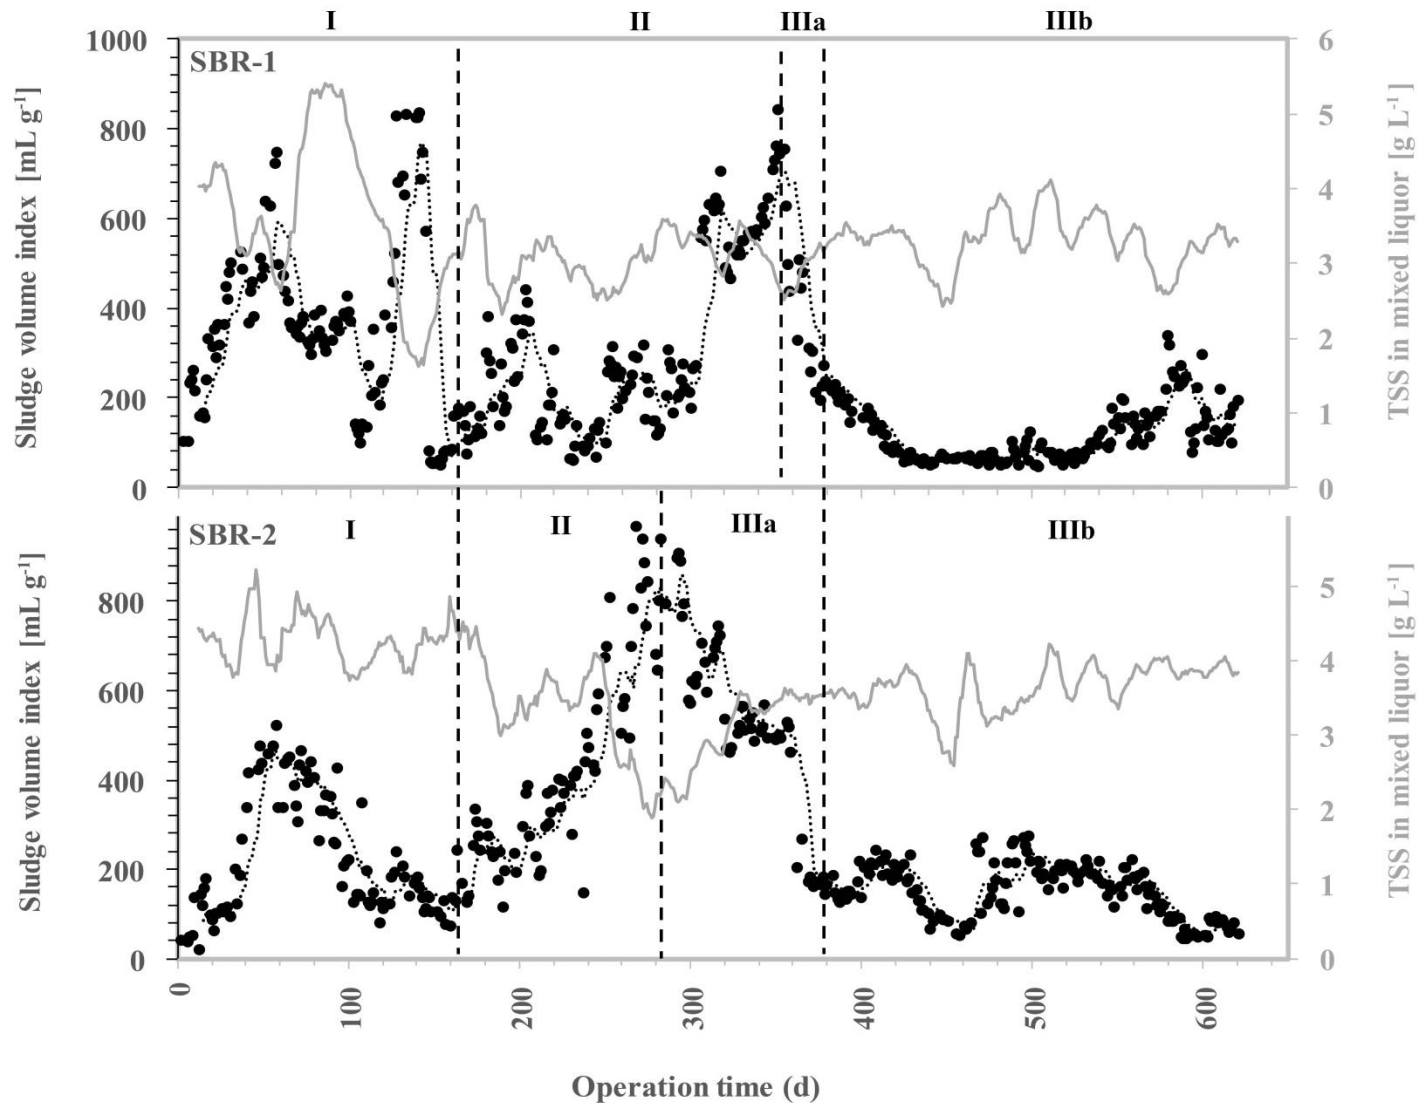 I II IIIa IIIb
SBR-1
Sludge volume index [mL g-1]
1000
800
600
400
200
0
TSS in mixed liquor [g L-1]
6
5
4
3
2
1
0
SBR-2
I II IIIa IIIb
Sludge volume index [mL g-1]
800
600
400
200
0
TSS in mixed liquor [g L-1]
5
4
3
2
1
0
0 100 200 300 400 500 600
Operation time (d)